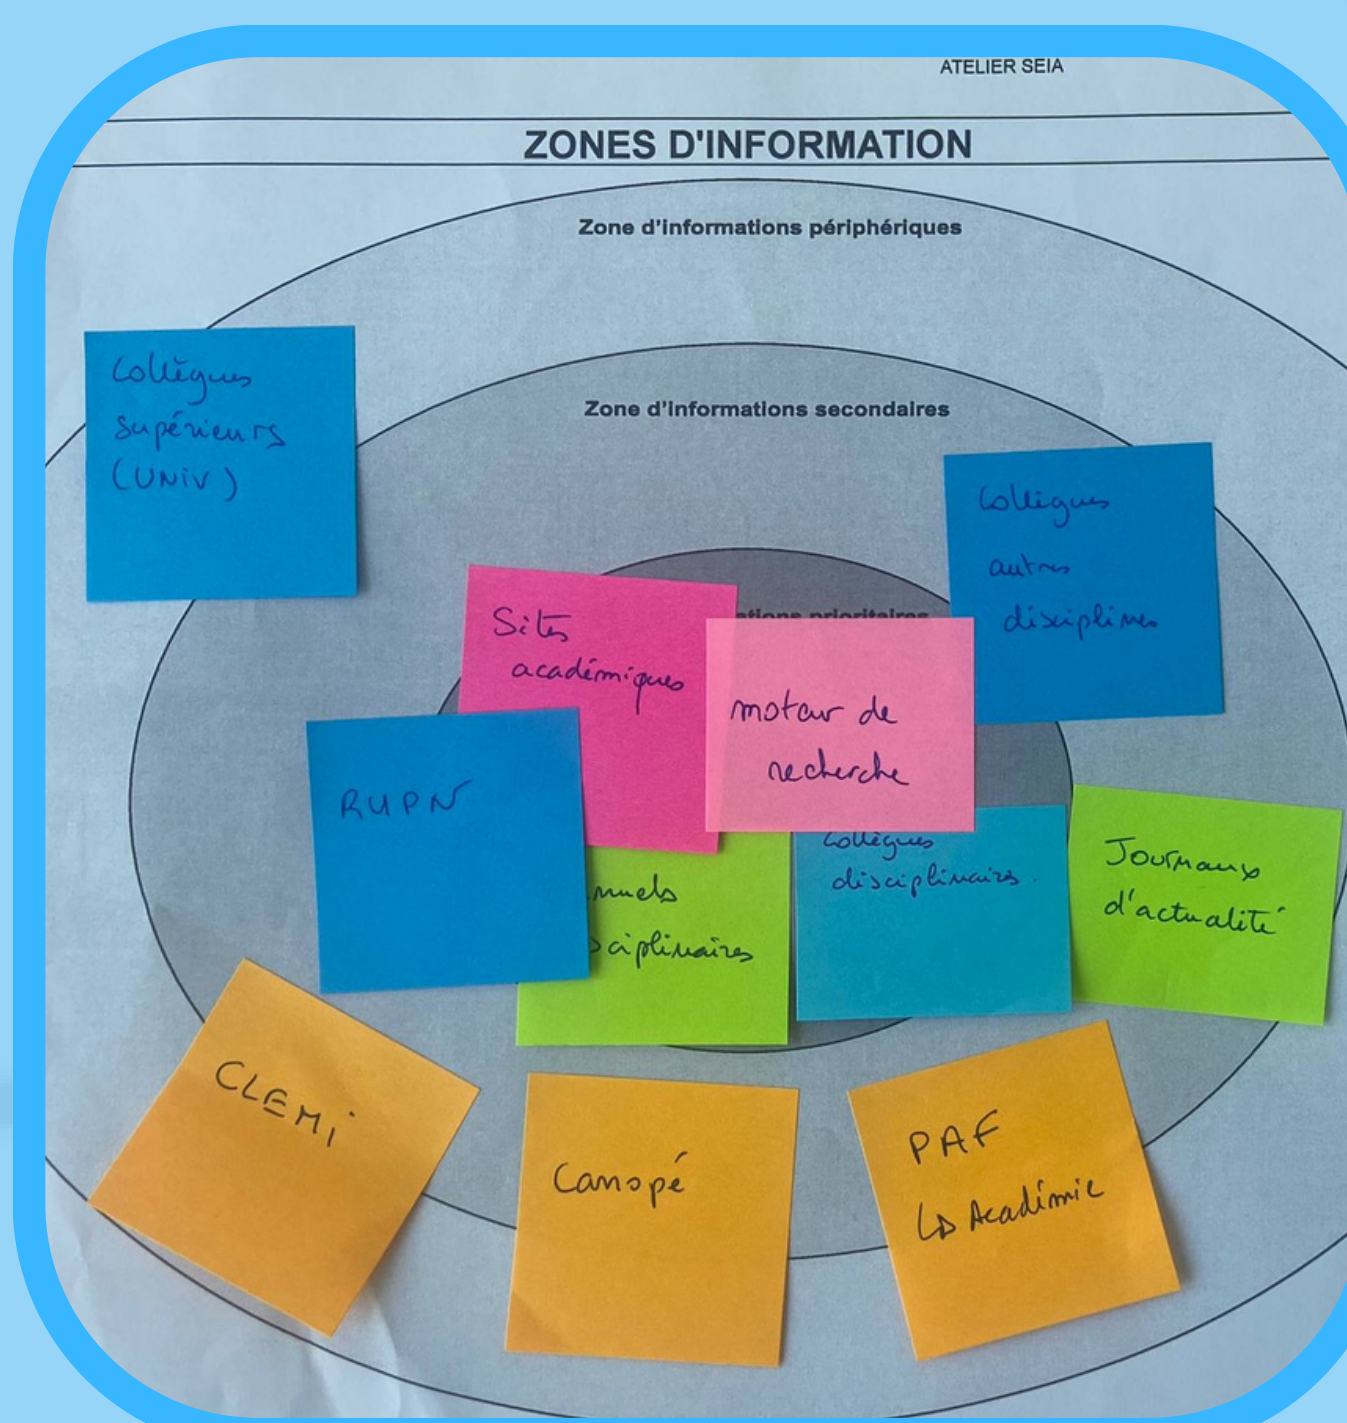 ATELIER SEIA
ZONES D'INFORMATION
Zone d'informations périphériques
Zone d'informations secondaires
Collègues
supérieurs
(UNIV)
Collègues
autres
disciplines
prioritaires
Sites
académiques
moteur de
recherche
RUPN
Collègues
disciplinaires.
Journaux
d'actualité
CLEMi
Canopé
PAF
Académie